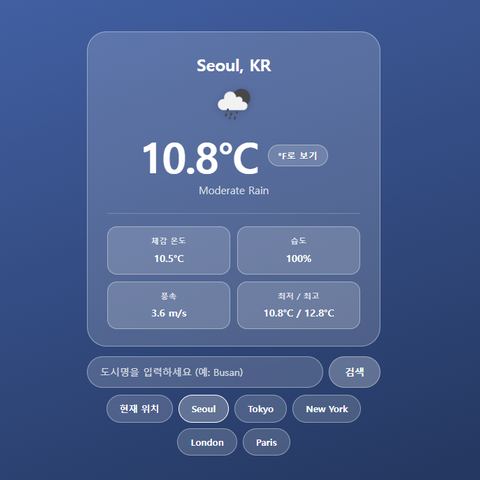 Seoul, KR
10.8°C °F로 보기
Moderate Rain
체감 온도 습도
10.5°C 100%
풍속 최저 / 최고
3.6 m/s 10.8°C / 12.8°C
도시명을 입력하세요 (예: Busan) 검색
현재 위치 Seoul Tokyo New York
London Paris